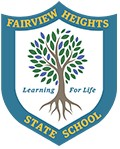 FAIRVIEW HEIGHTS
Learning For Life
STATE SCHOOL